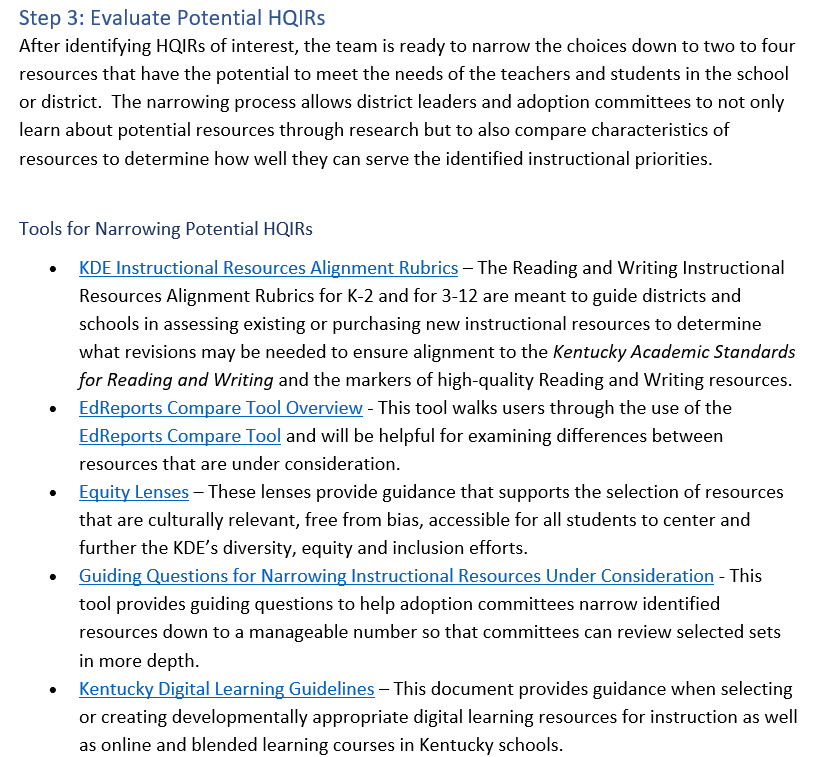 Step 3: Evaluate Potential HQIRs
After identifying HQIRs of interest, the team is ready to narrow the choices down to two to four
resources that have the potential to meet the needs of the teachers and students in the school
or district.  The narrowing process allows district leaders and adoption committees to not only
learn about potential resources through research but to also compare characteristics of
resources to determine how well they can serve the identified instructional priorities.
Tools for Narrowing Potential HQIRs
• KDE Instructional Resources Alignment Rubrics – The Reading and Writing Instructional
Resources Alignment Rubrics for K-2 and for 3-12 are meant to guide districts and
schools in assessing existing or purchasing new instructional resources to determine
what revisions may be needed to ensure alignment to the Kentucky Academic Standards
for Reading and Writing and the markers of high-quality Reading and Writing resources.
• EdReports Compare Tool Overview - This tool walks users through the use of the
EdReports Compare Tool and will be helpful for examining differences between
resources that are under consideration.
• Equity Lenses – These lenses provide guidance that supports the selection of resources
that are culturally relevant, free from bias, accessible for all students to center and
further the KDE’s diversity, equity and inclusion efforts.
• Guiding Questions for Narrowing Instructional Resources Under Consideration - This
tool provides guiding questions to help adoption committees narrow identified
resources down to a manageable number so that committees can review selected sets
in more depth.
• Kentucky Digital Learning Guidelines – This document provides guidance when selecting
or creating developmentally appropriate digital learning resources for instruction as well
as online and blended learning courses in Kentucky schools.